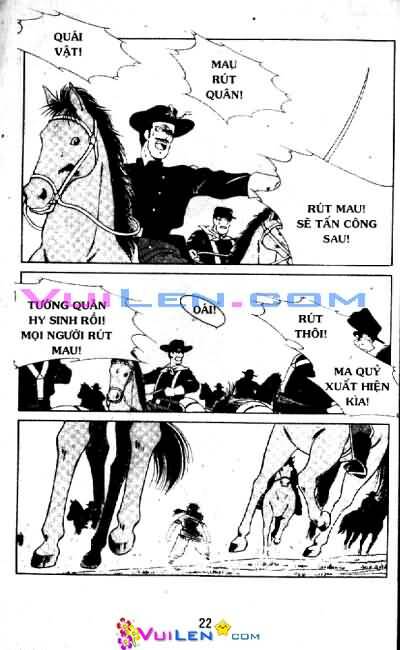 QUÁI
VẬT!
MAU
RÚT
QUÂN!
RÚT MAU!
SẼ TẤN CÔNG
SAU!
VUILEN.COM
TƯỚNG QUÂN
HY SINH RỒI!
MỌI NGƯỜI RÚT
MAU!
OÁI!
RÚT
THÔI!
MA QUỶ
XUẤT HIỆN
KÌA!
22
VUILEN.COM